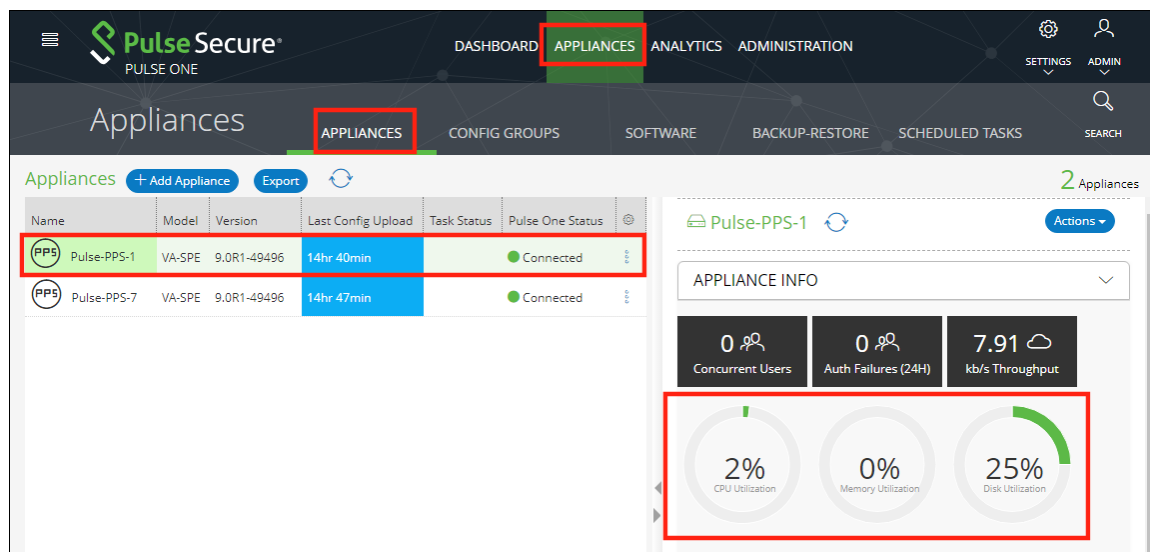 Pulse Secure®
PULSE ONE
DASHBOARD APPLIANCES ANALYTICS ADMINISTRATION
SETTINGS ADMIN
Appliances
APPLIANCES CONFIG GROUPS SOFTWARE BACKUP-RESTORE SCHEDULED TASKS
SEARCH
Appliances + Add Appliance Export
2 Appliances
Name Model Version Last Config Upload Task Status Pulse One Status
PPS Pulse-PPS-1 VA-SPE 9.0R1-49496 14hr 40min Connected
PPS Pulse-PPS-7 VA-SPE 9.0R1-49496 14hr 47min Connected
Pulse-PPS-1 Actions
APPLIANCE INFO
0 0 7.91
Concurrent Users Auth Failures (24H) kb/s Throughput
2% 0% 25%
CPU Utilization Memory Utilization Disk Utilization